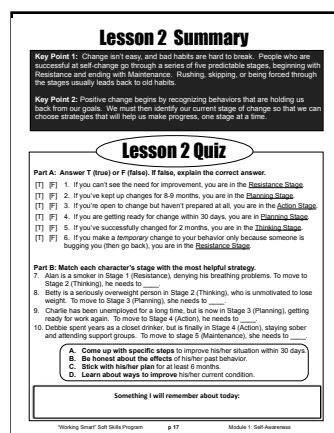 Lesson 2 Summary
Key Point 1: Change isn't easy, and bad habits are hard to break. People who are
successful at self-change go through a series of five predictable stages, beginning with
Resistance and ending with Maintenance. Rushing, skipping, or being forced through
the stages usually leads back to old habits.
Key Point 2: Positive change begins by recognizing behaviors that are holding us
back from our goals. We must then identify our current stage of change so that we can
choose strategies that will help us make progress, one stage at a time.
Lesson 2 Quiz
Part A: Answer T (true) or F (false). If false, explain the correct answer.
[T] [F] 1. If you can't see the need for improvement, you are in the Resistance Stage.
[T] [F] 2. If you've kept up changes for 8-9 months, you are in the Planning Stage.
[T] [F] 3. If you're open to change but haven't prepared at all, you are in the Action Stage.
[T] [F] 4. If you are getting ready for change within 30 days, you are in Planning Stage.
[T] [F] 5. If you've successfully changed for 2 months, you are in the Thinking Stage.
[T] [F] 6. If you make a temporary change to your behavior only because someone is
bugging you (then go back), you are in the Resistance Stage.
Part B: Match each character's stage with the most helpful strategy.
7. Alan is a smoker in Stage 1 (Resistance), denying his breathing problems. To move to
Stage 2 (Thinking), he needs to ____.
8. Betty is a seriously overweight person in Stage 2 (Thinking), who is unmotivated to lose
weight. To move to Stage 3 (Planning), she needs to ____.
9. Charlie has been unemployed for a long time, but is now in Stage 3 (Planning), getting
ready for work again. To move to Stage 4 (Action), he needs to ____.
10. Debbie spent years as a closet drinker, but is finally in Stage 4 (Action), staying sober
and attending support groups. To move to stage 5 (Maintenance), she needs to ____.
A. Come up with specific steps to improve his/her situation within 30 days.
B. Be honest about the effects of his/her past behavior.
C. Stick with his/her plan for at least 6 months.
D. Learn about ways to improve his/her current condition.
Something I will remember about today:
"Working Smart" Soft Skills Program p 17 Module 1: Self-Awareness